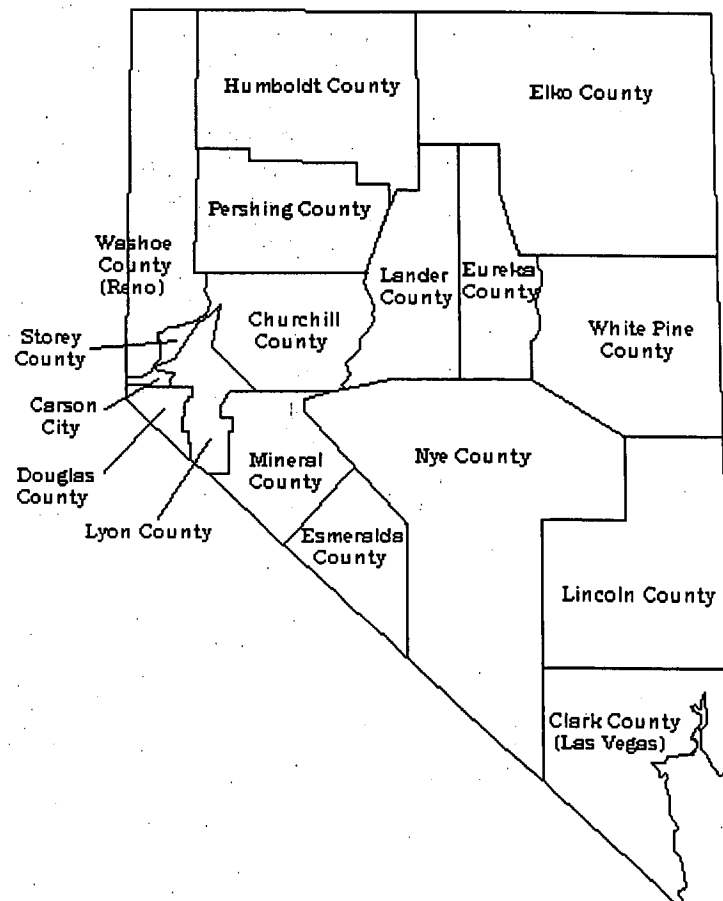 Humboldt County
Elko County
Pershing County
Washoe
County
(Reno)
Lander
County
Eureka
County
Churchill
County
Storey
County
White Pine
County
Carson
City
Douglas
County
Lyon County
Mineral
County
Nye County
Esmeralda
County
Lincoln County
Clark County
(Las Vegas)